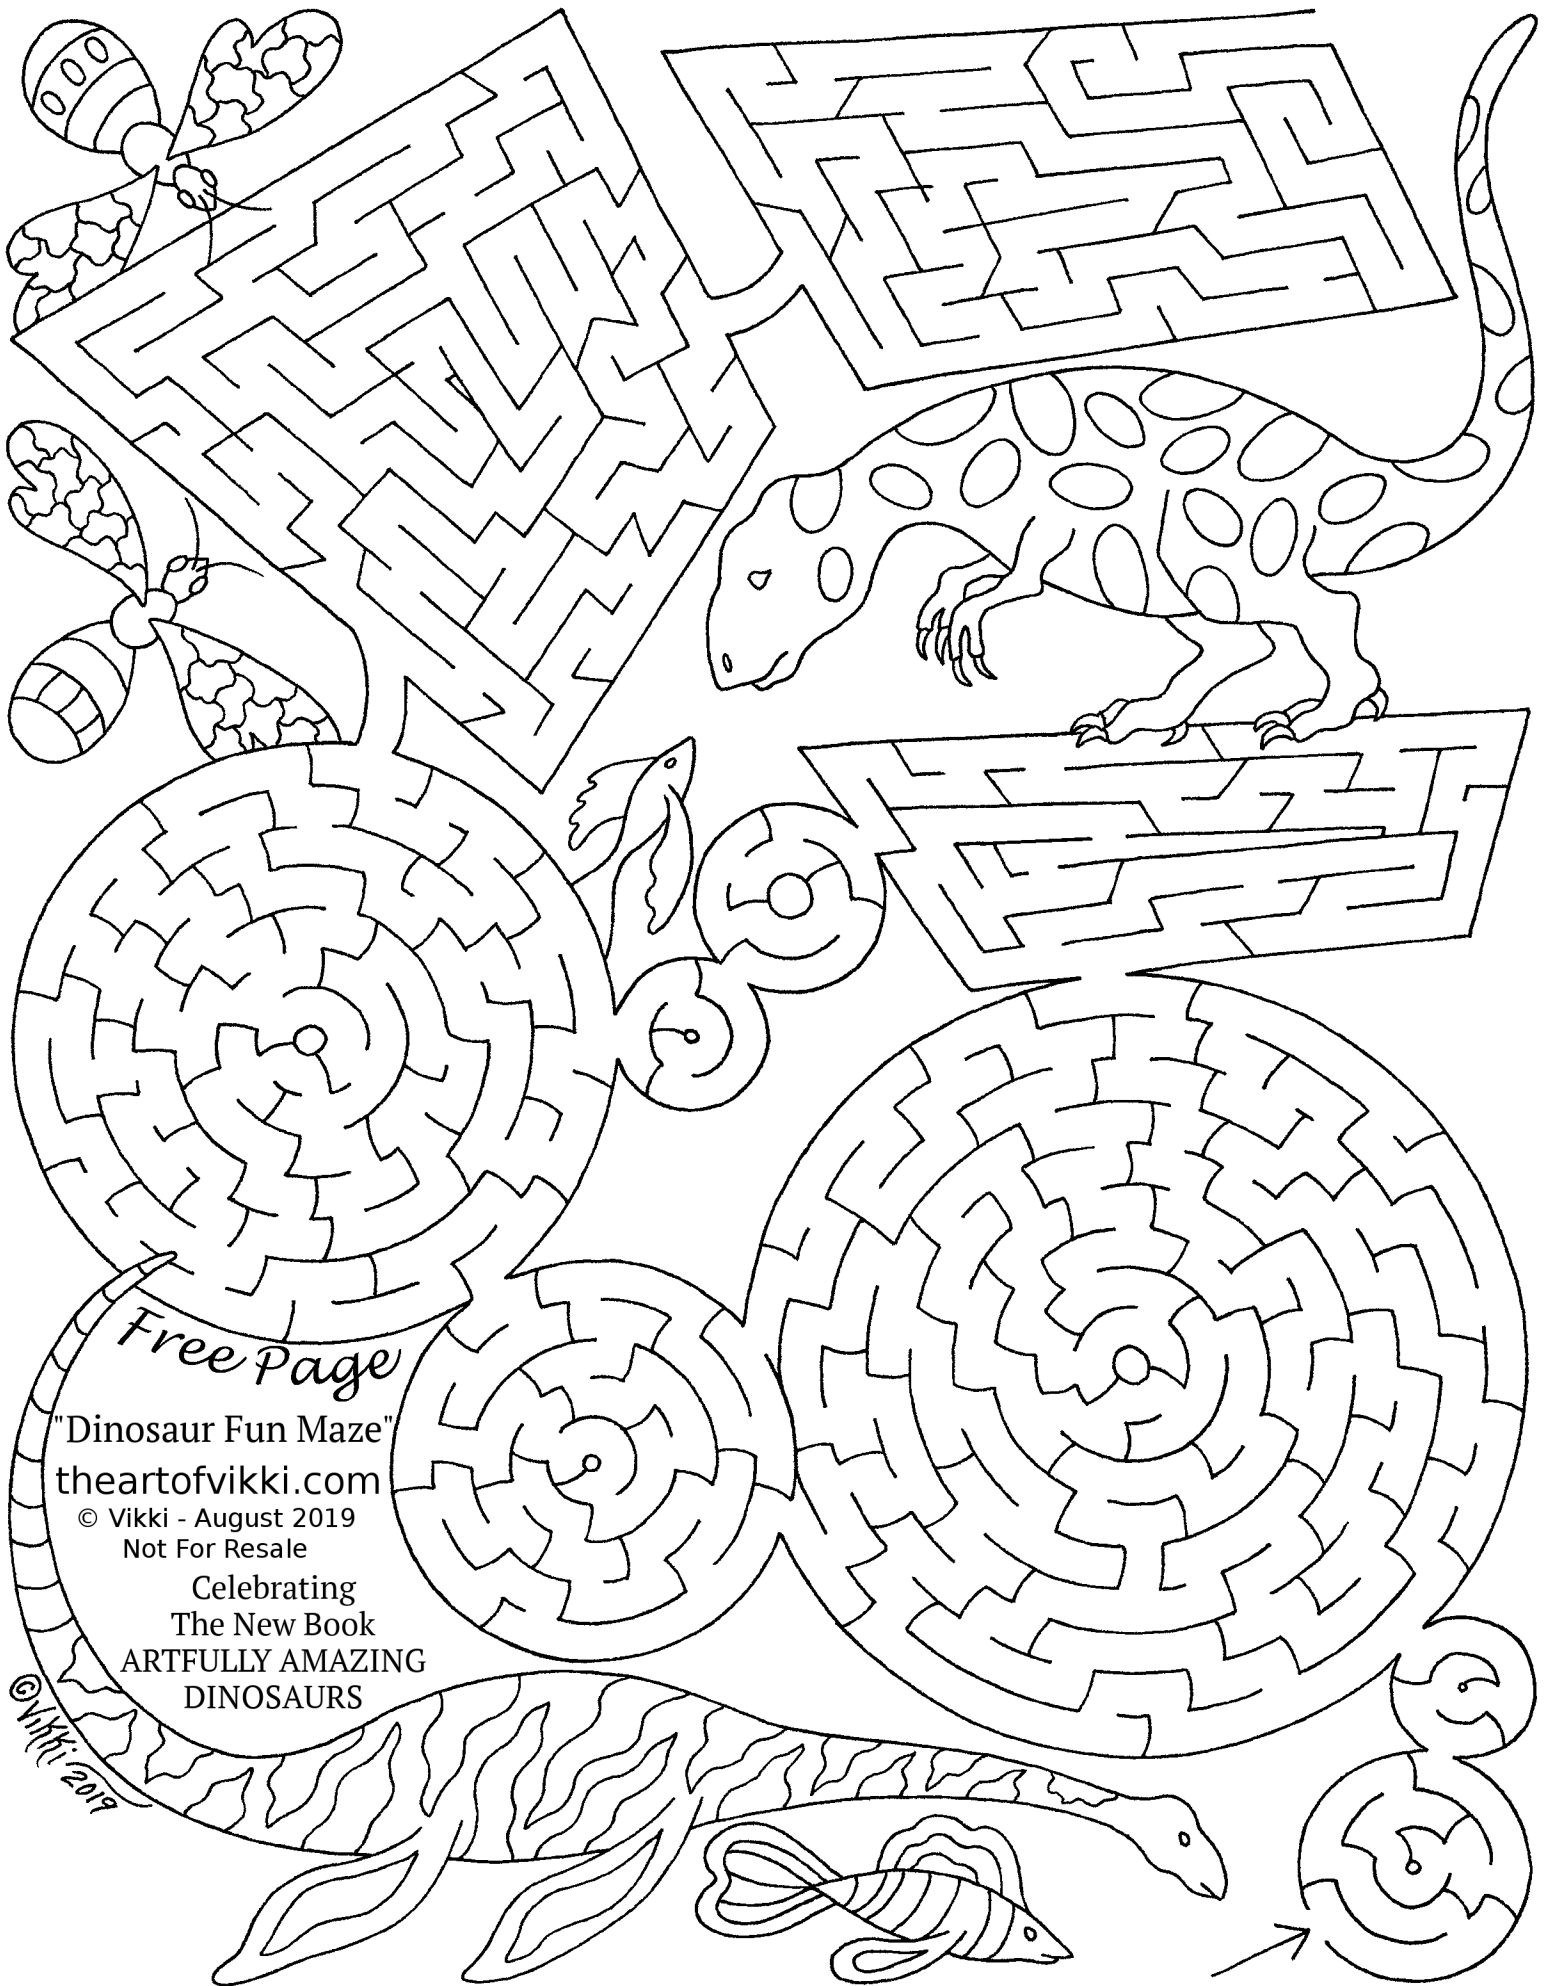 Free Page
"Dinosaur Fun Maze"
theartofvikki.com
© Vikki - August 2019
Not For Resale
Celebrating
The New Book
ARTFULLY AMAZING
DINOSAURS
©Vikki 2019